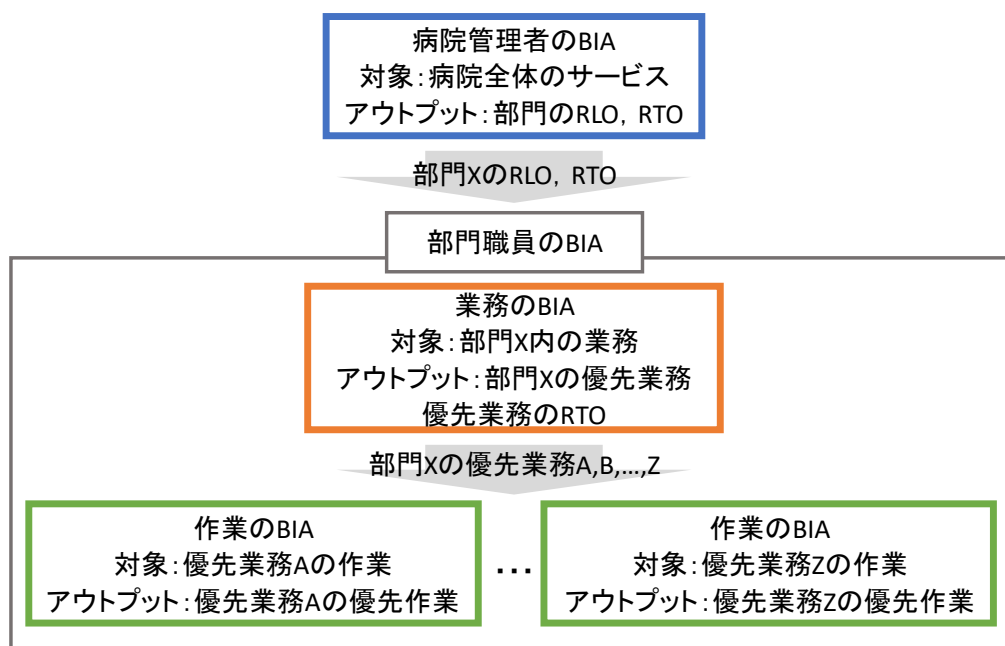 病院管理者のBIA
対象：病院全体のサービス
アウトプット：部門のRLO，RTO
部門XのRLO，RTO
部門職員のBIA
業務のBIA
対象：部門X内の業務
アウトプット：部門Xの優先業務
優先業務のRTO
部門Xの優先業務A,B,…,Z
作業のBIA
対象：優先業務Aの作業
アウトプット：優先業務Aの優先作業
…
作業のBIA
対象：優先業務Zの作業
アウトプット：優先業務Zの優先作業